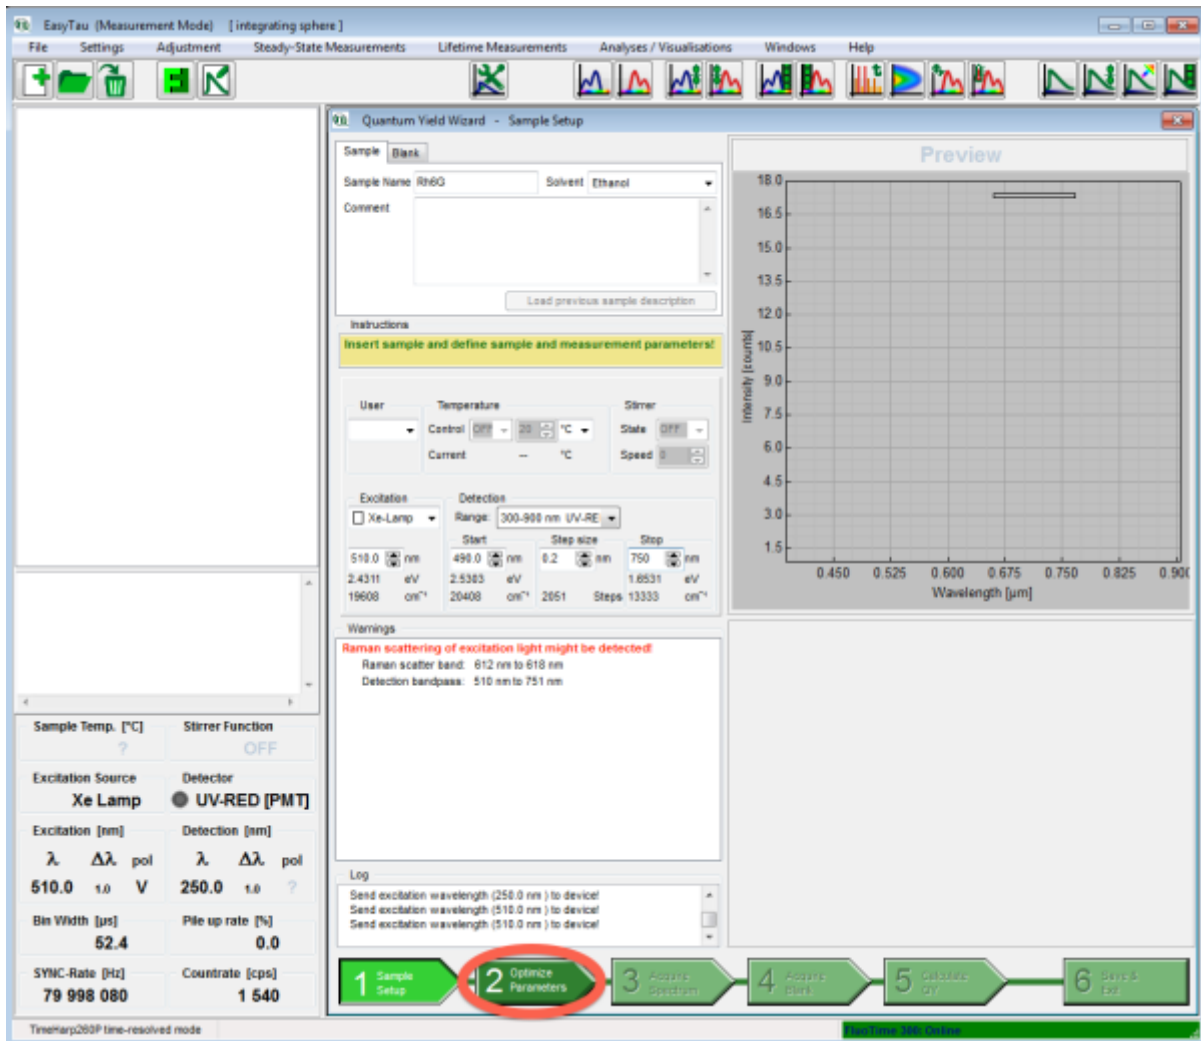 EasyTau (Measurement Mode) [ integrating sphere ]
File Settings Adjustment Steady-State Measurements Lifetime Measurements Analyses / Visualisations Windows Help
Quantum Yield Wizard - Sample Setup
Sample Blank
Sample Name Rh6G Solvent Ethanol
Comment
Load previous sample description
Instructions
Insert sample and define sample and measurement parameters!
User Temperature Stirrer
Control OFF 20 °C State OFF
Current -- °C Speed 0
Excitation Detection
Xe-Lamp Range: 300-900 nm UV-RE
Start Step size Stop
510.0 nm 490.0 nm 0.2 nm 750 nm
2.4311 eV 2.5303 eV 1.6531 eV
19608 cm⁻¹ 20408 cm⁻¹ 2051 Steps 13333 cm⁻¹
Warnings
Raman scattering of excitation light might be detected!
Raman scatter band: 612 nm to 618 nm
Detection bandpass: 510 nm to 751 nm
Log
Send excitation wavelength (250.0 nm ) to device!
Send excitation wavelength (510.0 nm ) to device!
Send excitation wavelength (510.0 nm ) to device!
Preview
18.0
16.5
15.0
13.5
12.0
10.5
9.0
7.5
6.0
4.5
3.0
1.5
Intensity [counts]
0.450 0.525 0.600 0.675 0.750 0.825 0.900
Wavelength [µm]
Sample Temp. [°C] Stirrer Function
? OFF
Excitation Source Detector
Xe Lamp UV-RED [PMT]
Excitation [nm] Detection [nm]
λ Δλ pol λ Δλ pol
510.0 1.0 V 250.0 1.0 ?
Bin Width [µs] Pile up rate [%]
52.4 0.0
SYNC-Rate [Hz] Countrate [cps]
79 998 080 1 540
1 Sample Setup
2 Optimize Parameters
3 Acquire Spectrum
4 Acquire Blank
5 Calculate QY
6 Save & Exit
TimeHarp260P time-resolved mode
FluoTime 300: Online